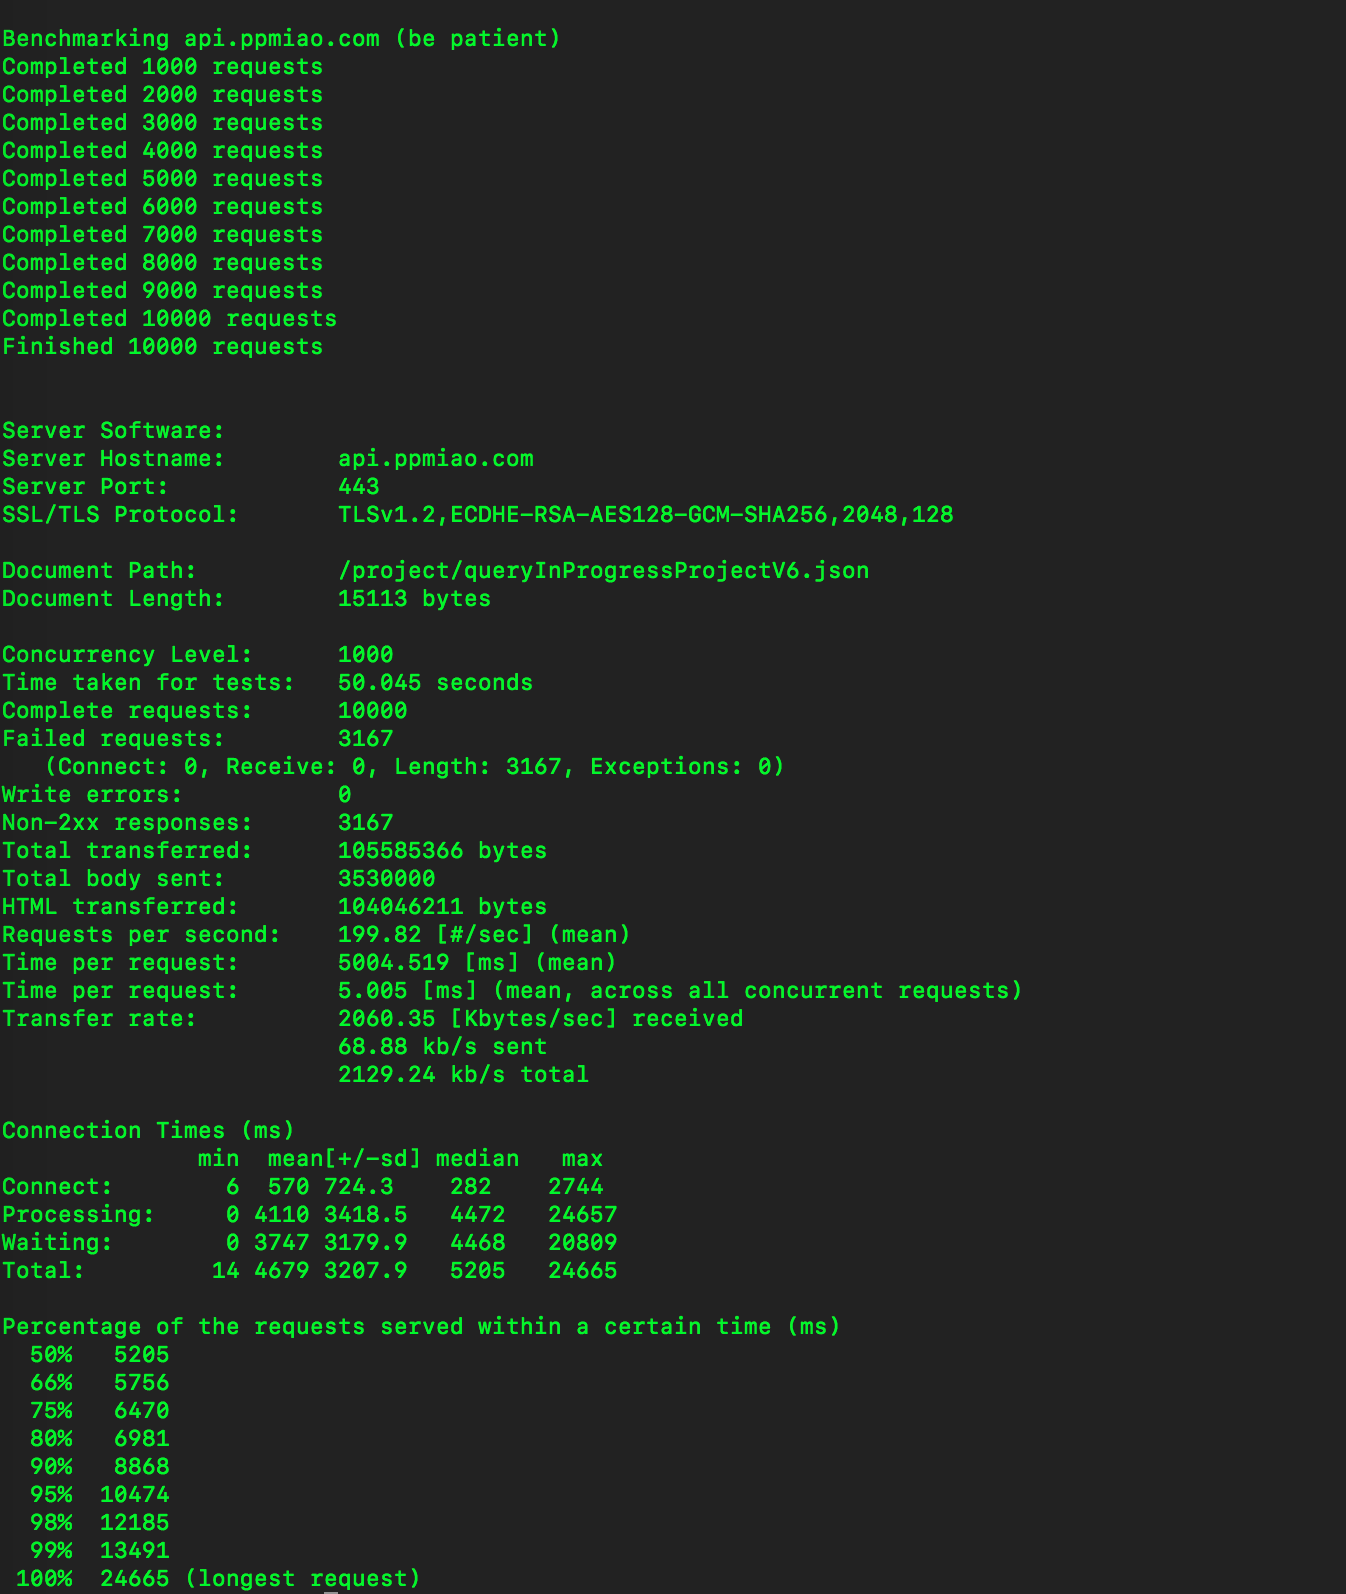 Benchmarking api.ppmiao.com (be patient)
Completed 1000 requests
Completed 2000 requests
Completed 3000 requests
Completed 4000 requests
Completed 5000 requests
Completed 6000 requests
Completed 7000 requests
Completed 8000 requests
Completed 9000 requests
Completed 10000 requests
Finished 10000 requests
Server Software:
Server Hostname: api.ppmiao.com
Server Port: 443
SSL/TLS Protocol: TLSv1.2,ECDHE-RSA-AES128-GCM-SHA256,2048,128
Document Path: /project/queryInProgressProjectV6.json
Document Length: 15113 bytes
Concurrency Level: 1000
Time taken for tests: 50.045 seconds
Complete requests: 10000
Failed requests: 3167
(Connect: 0, Receive: 0, Length: 3167, Exceptions: 0)
Write errors: 0
Non-2xx responses: 3167
Total transferred: 105585366 bytes
Total body sent: 3530000
HTML transferred: 104046211 bytes
Requests per second: 199.82 [#/sec] (mean)
Time per request: 5004.519 [ms] (mean)
Time per request: 5.005 [ms] (mean, across all concurrent requests)
Transfer rate: 2060.35 [Kbytes/sec] received
68.88 kb/s sent
2129.24 kb/s total
Connection Times (ms)
min mean[+/-sd] median max
Connect: 6 570 724.3 282 2744
Processing: 0 4110 3418.5 4472 24657
Waiting: 0 3747 3179.9 4468 20809
Total: 14 4679 3207.9 5205 24665
Percentage of the requests served within a certain time (ms)
50% 5205
66% 5756
75% 6470
80% 6981
90% 8868
95% 10474
98% 12185
99% 13491
100% 24665 (longest request)